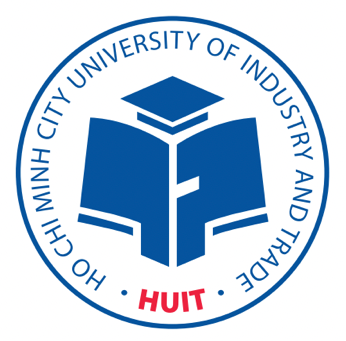 HO CHI MINH CITY UNIVERSITY OF INDUSTRY AND TRADE
HUIT